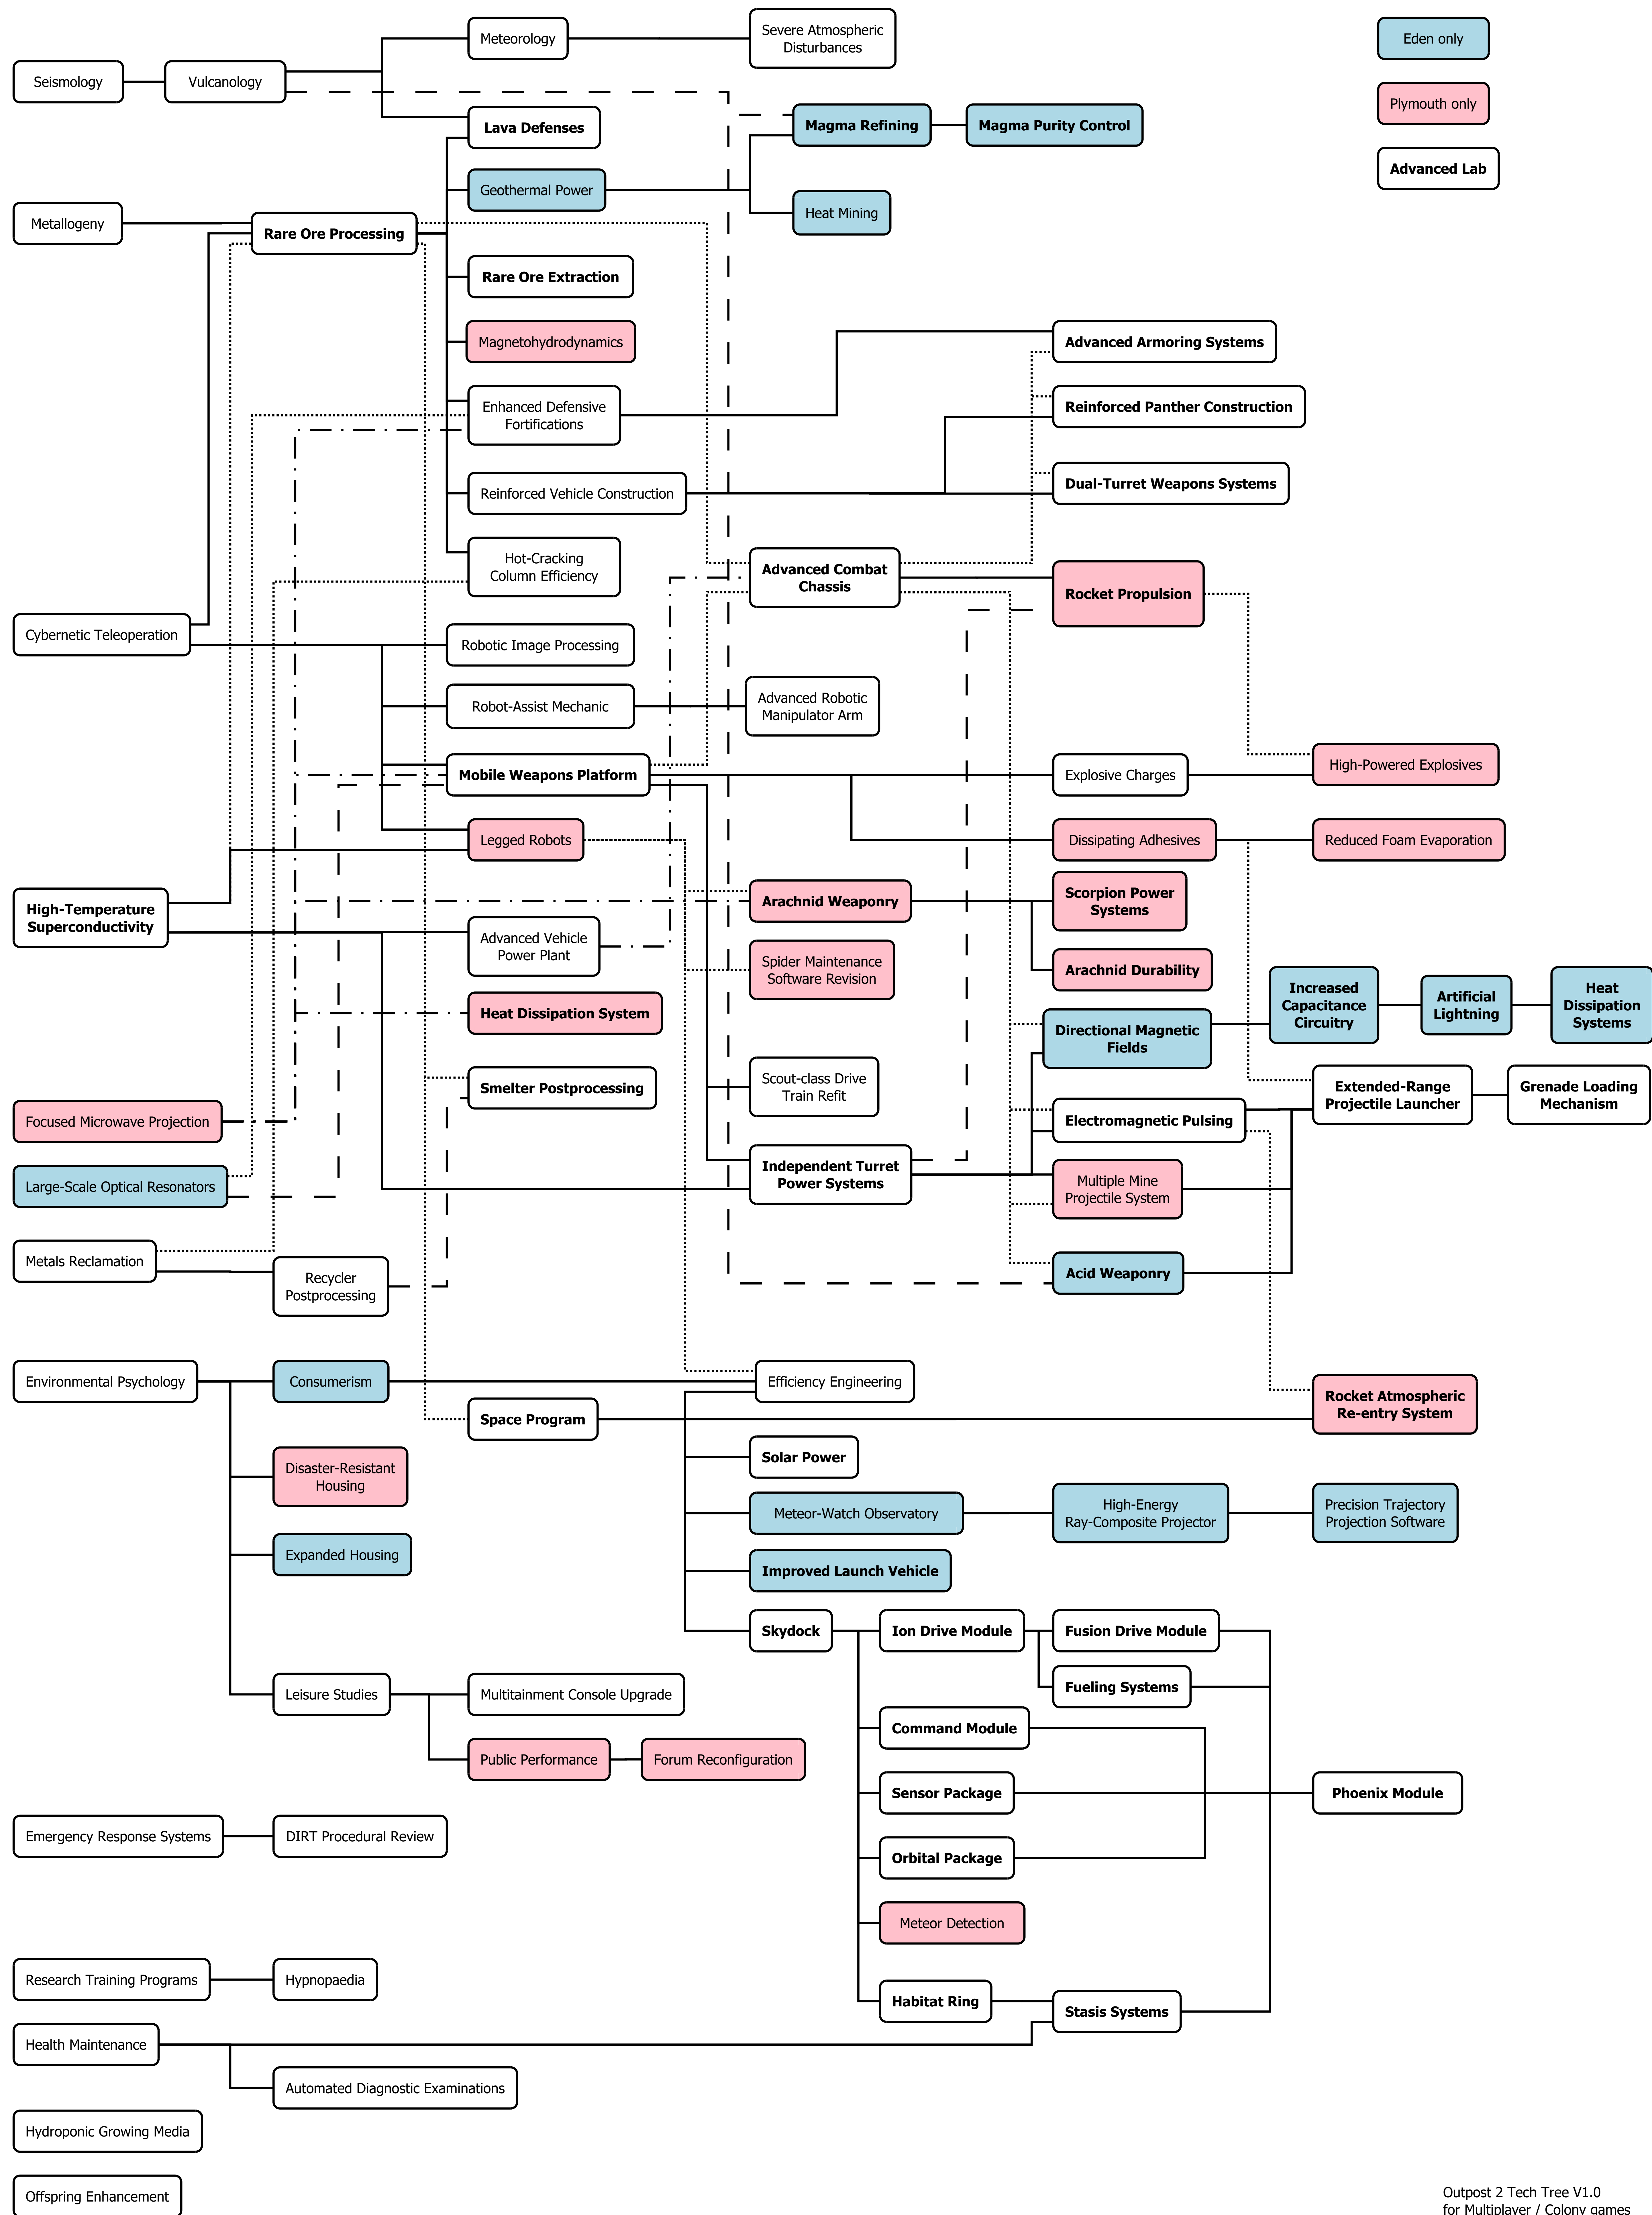 Meteorology
Severe Atmospheric
Disturbances
Eden only
Seismology
Vulcanology
Plymouth only
Lava Defenses
Magma Refining
Magma Purity Control
Advanced Lab
Geothermal Power
Heat Mining
Metallogeny
Rare Ore Processing
Rare Ore Extraction
Magnetohydrodynamics
Advanced Armoring Systems
Enhanced Defensive
Fortifications
Reinforced Panther Construction
Reinforced Vehicle Construction
Dual-Turret Weapons Systems
Hot-Cracking
Column Efficiency
Advanced Combat
Chassis
Rocket Propulsion
Cybernetic Teleoperation
Robotic Image Processing
Robot-Assist Mechanic
Advanced Robotic
Manipulator Arm
Mobile Weapons Platform
Explosive Charges
High-Powered Explosives
Legged Robots
Dissipating Adhesives
Reduced Foam Evaporation
High-Temperature
Superconductivity
Arachnid Weaponry
Scorpion Power
Systems
Advanced Vehicle
Power Plant
Spider Maintenance
Software Revision
Arachnid Durability
Heat Dissipation System
Directional Magnetic
Fields
Increased
Capacitance
Circuitry
Artificial
Lightning
Heat
Dissipation
Systems
Smelter Postprocessing
Scout-class Drive
Train Refit
Extended-Range
Projectile Launcher
Grenade Loading
Mechanism
Focused Microwave Projection
Electromagnetic Pulsing
Large-Scale Optical Resonators
Independent Turret
Power Systems
Multiple Mine
Projectile System
Metals Reclamation
Recycler
Postprocessing
Acid Weaponry
Environmental Psychology
Consumerism
Efficiency Engineering
Space Program
Rocket Atmospheric
Re-entry System
Disaster-Resistant
Housing
Solar Power
Meteor-Watch Observatory
High-Energy
Ray-Composite Projector
Precision Trajectory
Projection Software
Expanded Housing
Improved Launch Vehicle
Skydock
Ion Drive Module
Fusion Drive Module
Leisure Studies
Multitainment Console Upgrade
Fueling Systems
Command Module
Public Performance
Forum Reconfiguration
Sensor Package
Phoenix Module
Emergency Response Systems
DIRT Procedural Review
Orbital Package
Meteor Detection
Research Training Programs
Hypnopaedia
Habitat Ring
Stasis Systems
Health Maintenance
Automated Diagnostic Examinations
Hydroponic Growing Media
Offspring Enhancement
Outpost 2 Tech Tree V1.0
for Multiplayer / Colony games